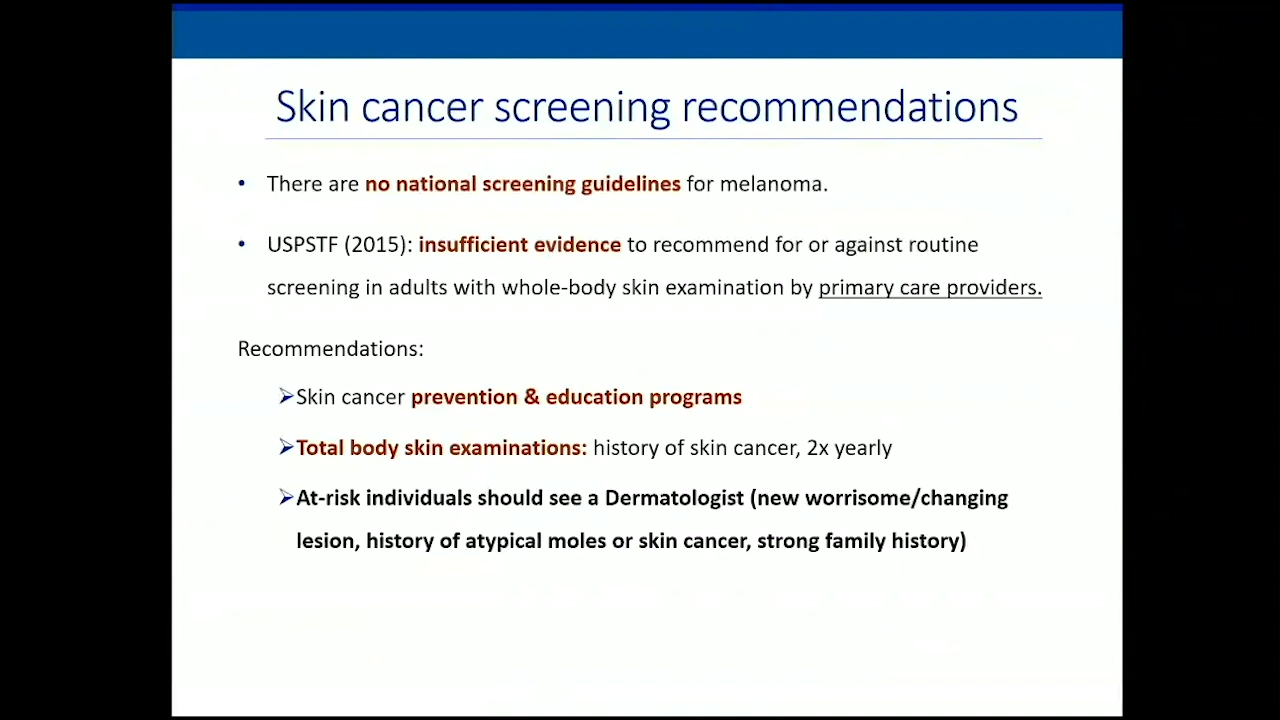 Skin cancer screening recommendations
• There are no national screening guidelines for melanoma.
• USPSTF (2015): insufficient evidence to recommend for or against routine
screening in adults with whole-body skin examination by primary care providers.
Recommendations:
➢Skin cancer prevention & education programs
➢Total body skin examinations: history of skin cancer, 2x yearly
➢At-risk individuals should see a Dermatologist (new worrisome/changing
lesion, history of atypical moles or skin cancer, strong family history)